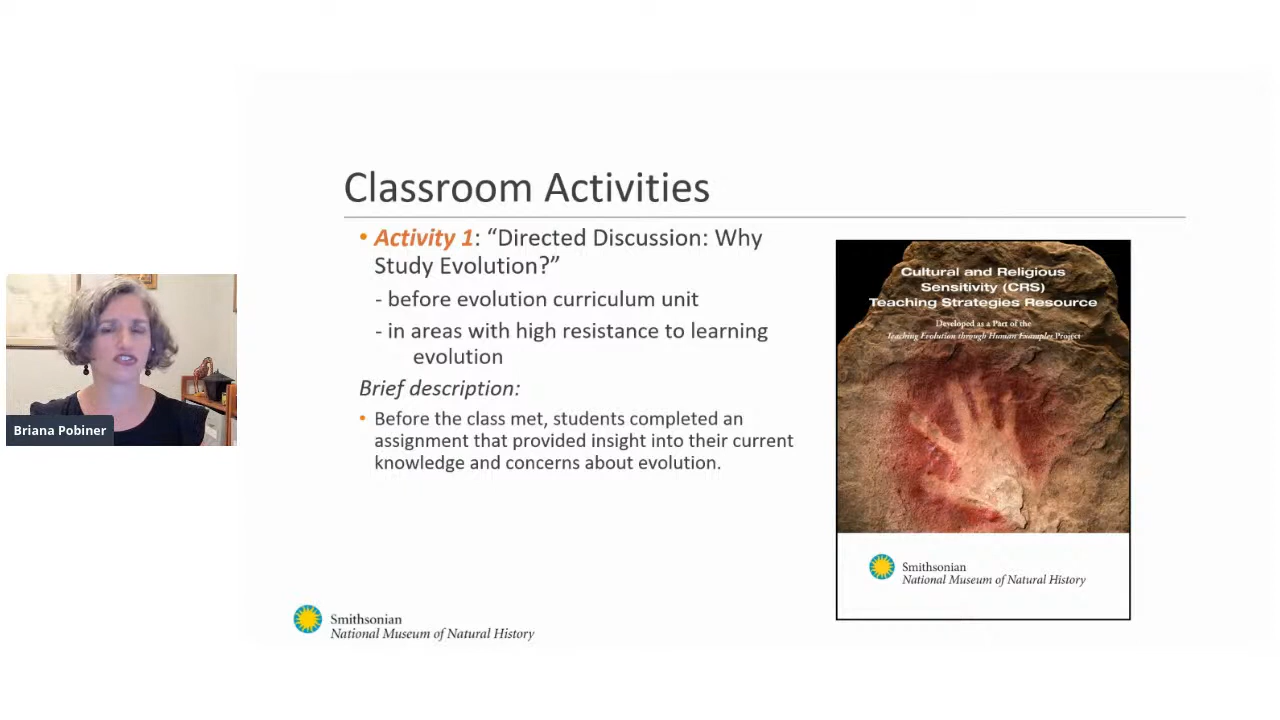 Classroom Activities
• Activity 1: “Directed Discussion: Why
Study Evolution?”
- before evolution curriculum unit
- in areas with high resistance to learning
evolution
Brief description:
• Before the class met, students completed an
assignment that provided insight into their current
knowledge and concerns about evolution.
Cultural and Religious
Sensitivity (CRS)
Teaching Strategies Resource
Developed as a Part of the
Teaching Evolution through Human Examples Project
Smithsonian
National Museum of Natural History
Briana Pobiner
Smithsonian
National Museum of Natural History